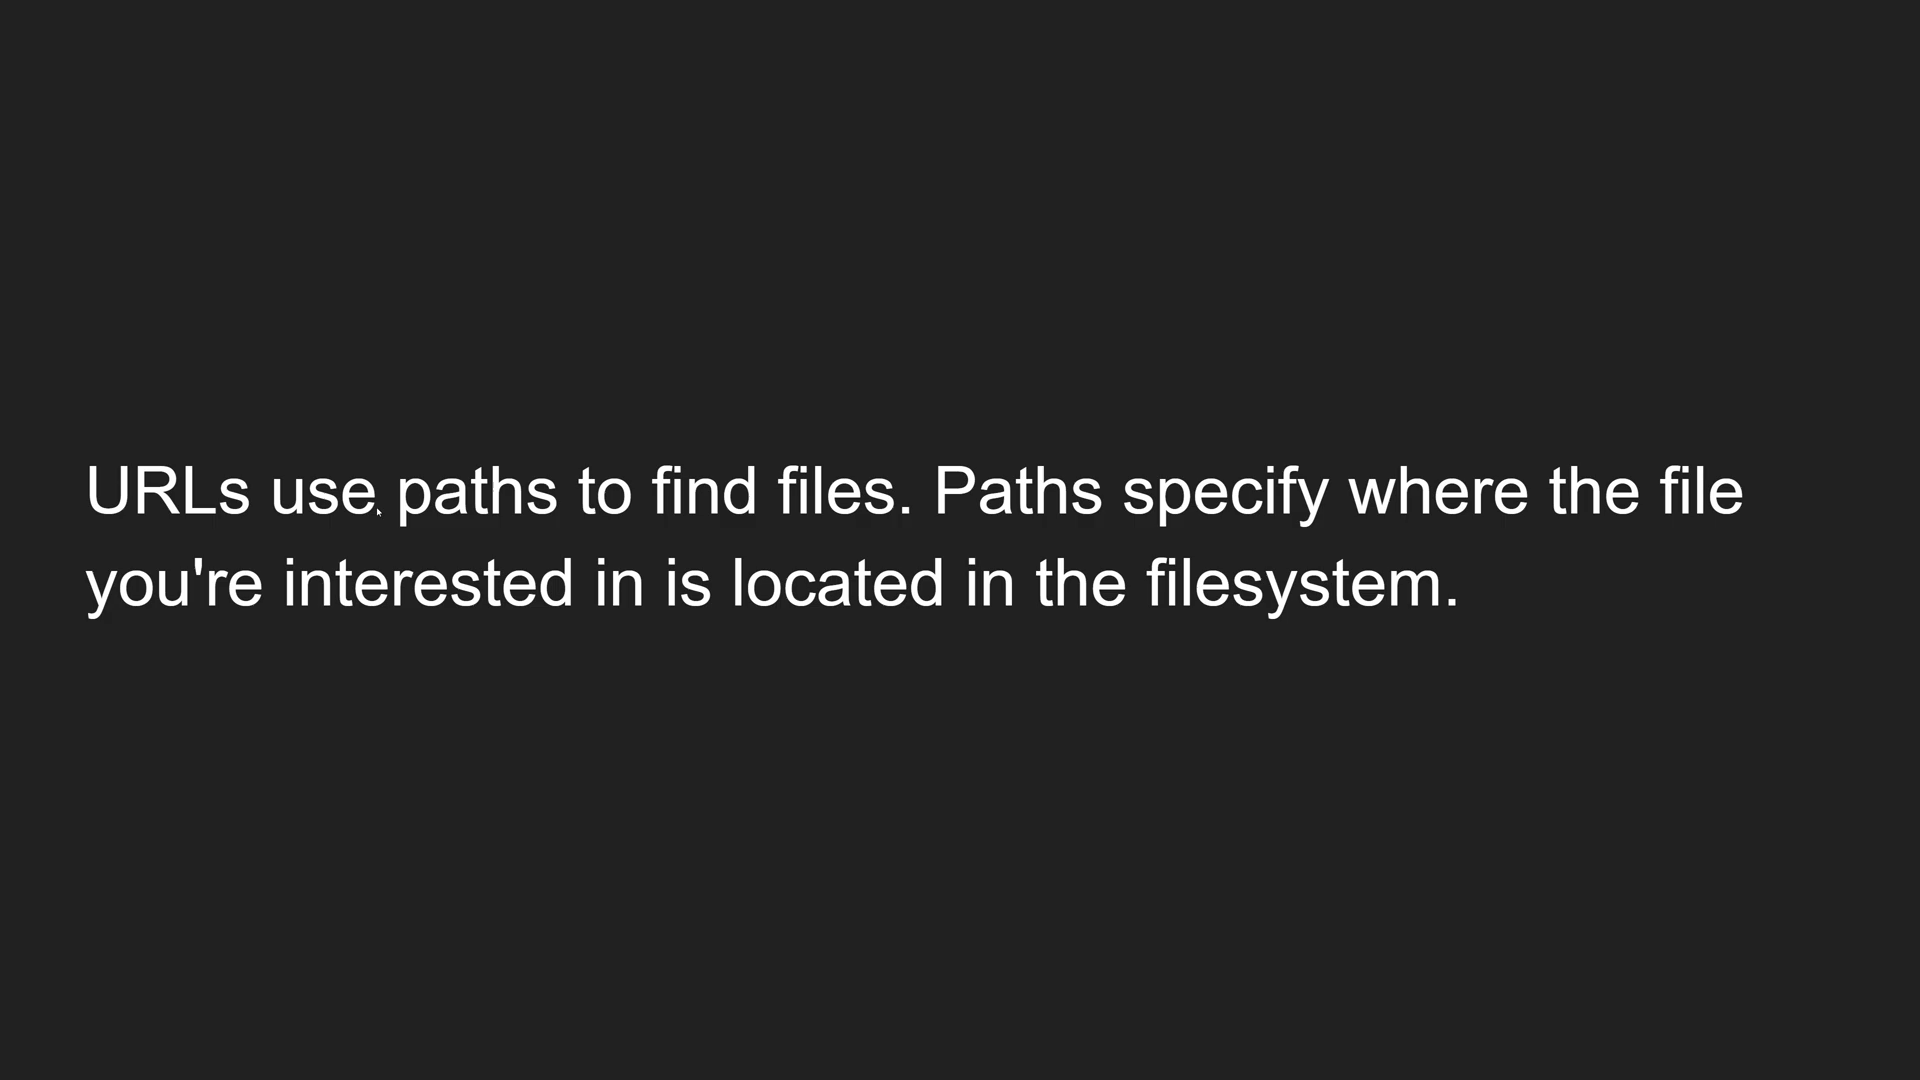 URLs use paths to find files. Paths specify where the file
you're interested in is located in the filesystem.